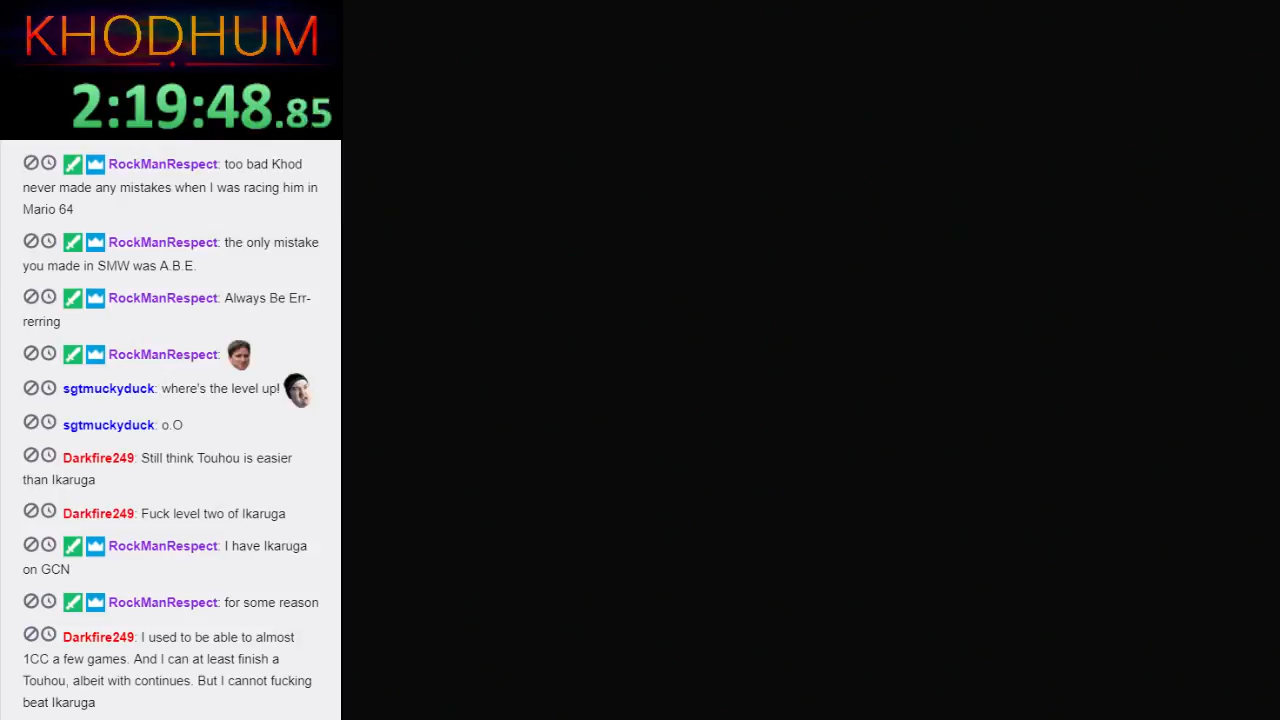 KHODHUM
2:19:48.85
RockManRespect: too bad Khod
never made any mistakes when I was racing him in
Mario 64
RockManRespect: the only mistake
you made in SMW was A.B.E.
RockManRespect: Always Be Err-
rerring
RockManRespect:
sgtmuckyduck: where's the level up!
sgtmuckyduck: o.O
Darkfire249: Still think Touhou is easier
than Ikaruga
Darkfire249: Fuck level two of Ikaruga
RockManRespect: I have Ikaruga
on GCN
RockManRespect: for some reason
Darkfire249: I used to be able to almost
1CC a few games. And I can at least finish a
Touhou, albeit with continues. But I cannot fucking
beat Ikaruga